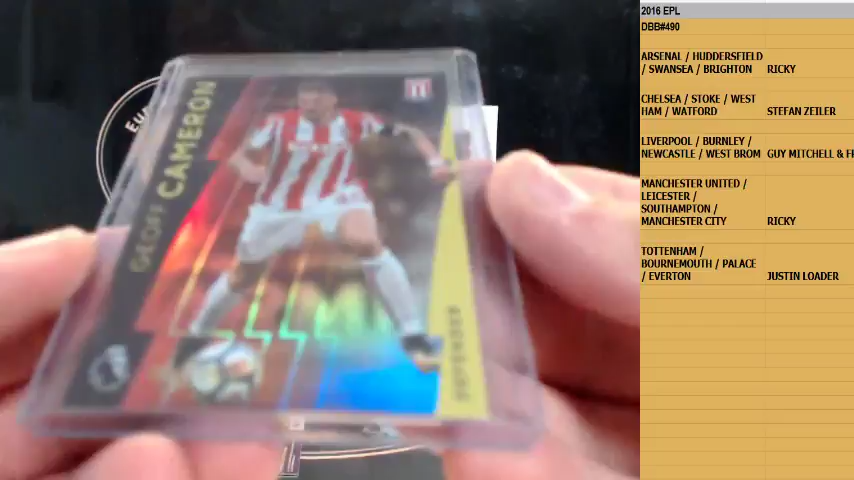 GEOFF CAMERON
DEFENDER
EU
2016 EPL
DBB#490
ARSENAL / HUDDERSFIELD
/ SWANSEA / BRIGHTON RICKY
CHELSEA / STOKE / WEST
HAM / WATFORD STEFAN ZEILER
LIVERPOOL / BURNLEY /
NEWCASTLE / WEST BROM GUY MITCHELL & F
MANCHESTER UNITED /
LEICESTER /
SOUTHAMPTON /
MANCHESTER CITY RICKY
TOTTENHAM /
BOURNEMOUTH / PALACE
/ EVERTON JUSTIN LOADER